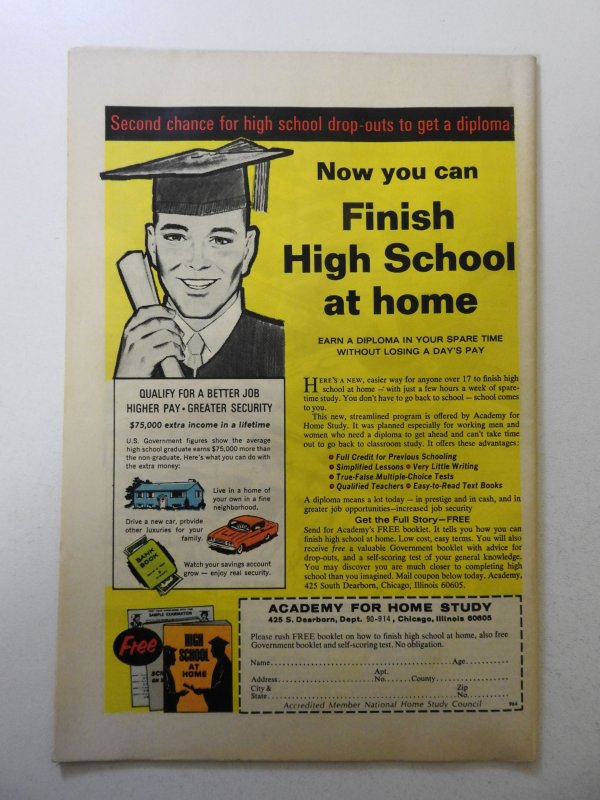 Second chance for high school drop-outs to get a diploma
Now you can
Finish
High School
at home
EARN A DIPLOMA IN YOUR SPARE TIME
WITHOUT LOSING A DAY'S PAY
QUALIFY FOR A BETTER JOB
HIGHER PAY • GREATER SECURITY
$75,000 extra income in a lifetime
U.S. Government figures show the average
high school graduate earns $75,000 more than
the non-graduate. Here's what you can do with
the extra money:
Live in a home of
your own in a fine
neighborhood.
Drive a new car, provide
other luxuries for your
family.
BANK
BOOK
Watch your savings account
grow — enjoy real security.
HERE'S A NEW, easier way for anyone over 17 to finish high
school at home — with just a few hours a week of spare-
time study. You don't have to go back to school — school comes
to you.
This new, streamlined program is offered by Academy for
Home Study. It was planned especially for working men and
women who need a diploma to get ahead and can't take time
out to go back to classroom study. It offers these advantages:
• Full Credit for Previous Schooling
• Simplified Lessons • Very Little Writing
• True-False Multiple-Choice Tests
• Qualified Teachers • Easy-to-Read Text Books
A diploma means a lot today — in prestige and in cash, and in
greater job opportunities—increased job security
Get the Full Story—FREE
Send for Academy's FREE booklet. It tells you how you can
finish high school at home. Low cost, easy terms. You will also
receive free a valuable Government booklet with advice for
drop-outs, and a self-scoring test of your general knowledge.
You may discover you are much closer to completing high
school than you imagined. Mail coupon below today. Academy,
425 South Dearborn, Chicago, Illinois 60605.
SAMPLE EXAMINATION
Free
HIGH
SCHOOL
AT
HOME
ACADEMY FOR HOME STUDY
425 S. Dearborn, Dept. 90-914, Chicago, Illinois 60605
Please rush FREE booklet on how to finish high school at home, also free
Government booklet and self-scoring test. No obligation.
Name Age
Apt.
Address No. County
City & Zip
State No.
Accredited Member National Home Study Council 964